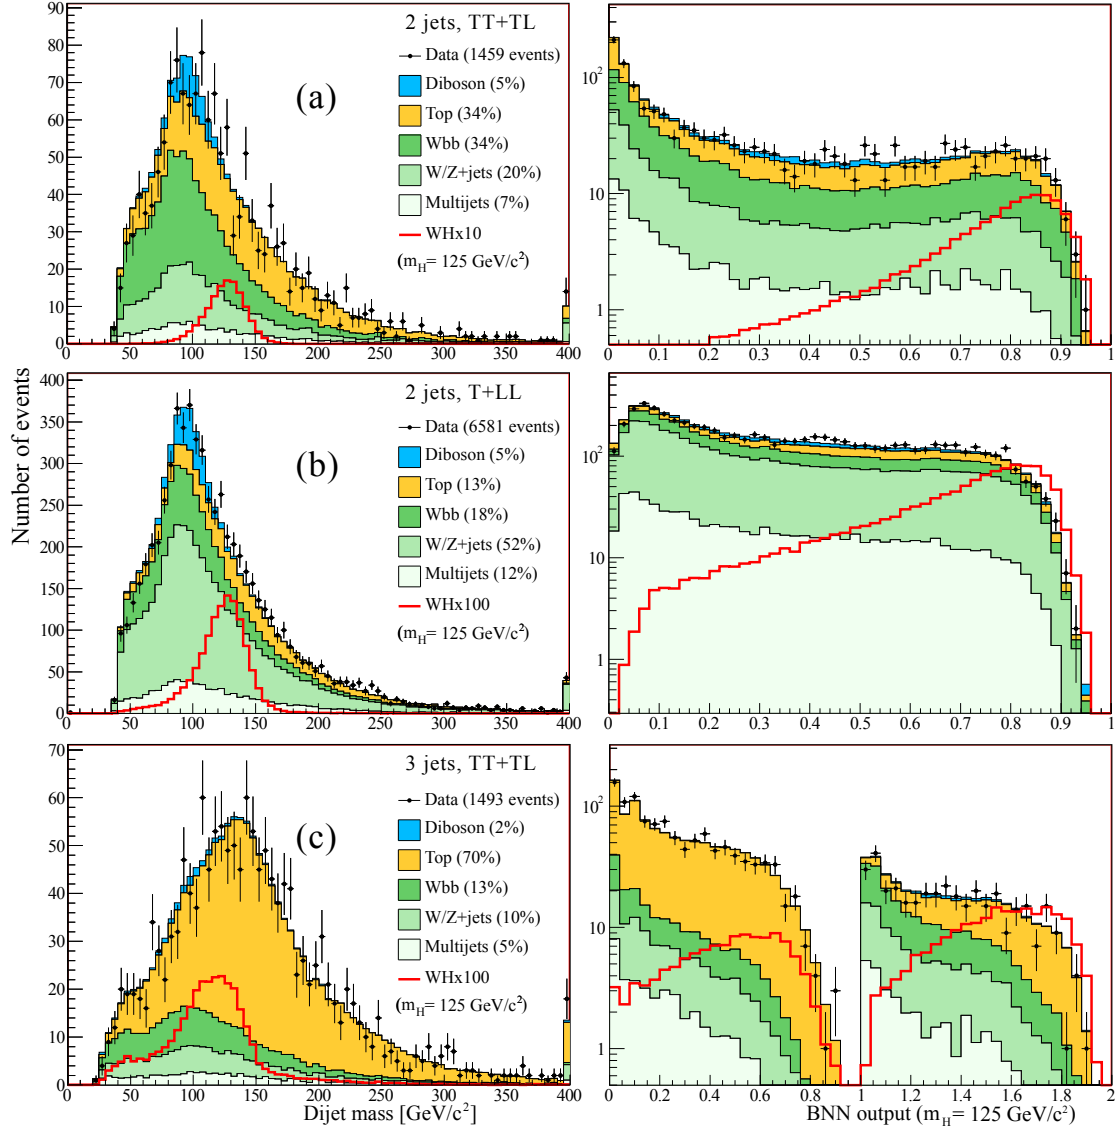 Number of events
2 jets, TT+TL
Data (1459 events)
Diboson (5%)
Top (34%)
Wbb (34%)
W/Z+jets (20%)
Multijets (7%)
WHx10
(m_H= 125 GeV/c²)
(a)
90
80
70
60
50
40
30
20
10
0
0 50 100 150 200 250 300 350 400
10²
10
1
0 0.1 0.2 0.3 0.4 0.5 0.6 0.7 0.8 0.9 1
2 jets, T+LL
Data (6581 events)
Diboson (5%)
Top (13%)
Wbb (18%)
W/Z+jets (52%)
Multijets (12%)
WHx100
(m_H= 125 GeV/c²)
(b)
400
350
300
250
200
150
100
50
0
0 50 100 150 200 250 300 350 400
10²
10
1
0 0.1 0.2 0.3 0.4 0.5 0.6 0.7 0.8 0.9 1
3 jets, TT+TL
Data (1493 events)
Diboson (2%)
Top (70%)
Wbb (13%)
W/Z+jets (10%)
Multijets (5%)
WHx100
(m_H= 125 GeV/c²)
(c)
70
60
50
40
30
20
10
0
0 50 100 150 200 250 300 350 400
Dijet mass [GeV/c²]
10²
10
1
0 0.2 0.4 0.6 0.8 1.0 1.2 1.4 1.6 1.8 2
BNN output (m_H= 125 GeV/c²)